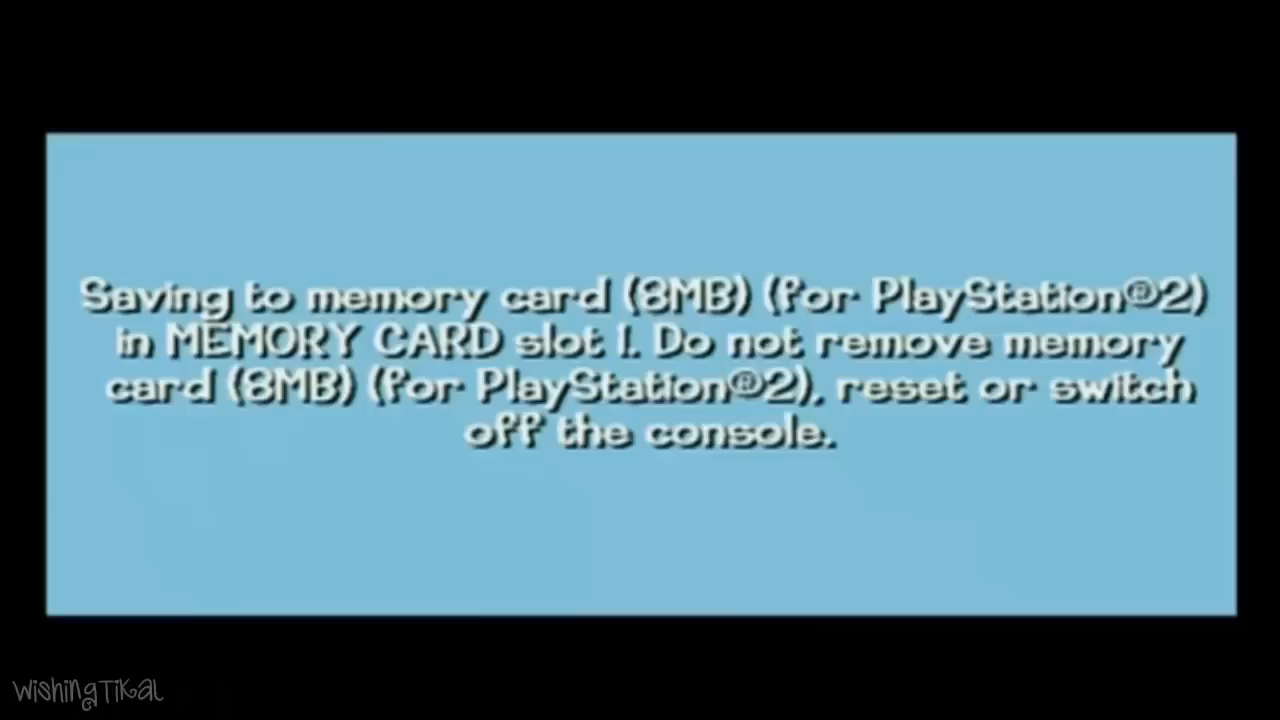 Saving to memory card (8MB) (for PlayStation®2)
in MEMORY CARD slot 1. Do not remove memory
card (8MB) (for PlayStation®2), reset or switch
off the console.
WishingTikal